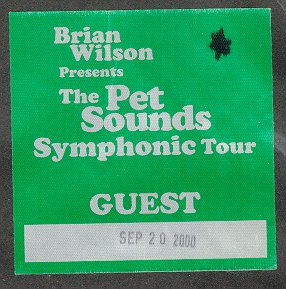 Brian
Wilson
Presents
The Pet
Sounds
Symphonic Tour
GUEST
SEP 20 2000